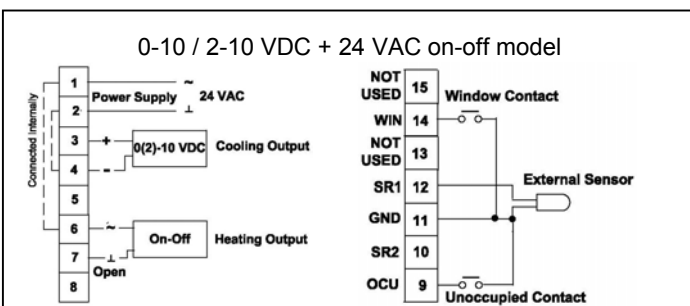 0-10 / 2-10 VDC + 24 VAC on-off model
Connected Internally
1 ~
Power Supply 24 VAC
2 ⊥
3 + 0(2)-10 VDC Cooling Output
4 -
5
6 ~ On-Off Heating Output
7 ⊥
Open
8
NOT USED 15
Window Contact
WIN 14
NOT USED 13
SR1 12
External Sensor
GND 11
SR2 10
OCU 9
Unoccupied Contact